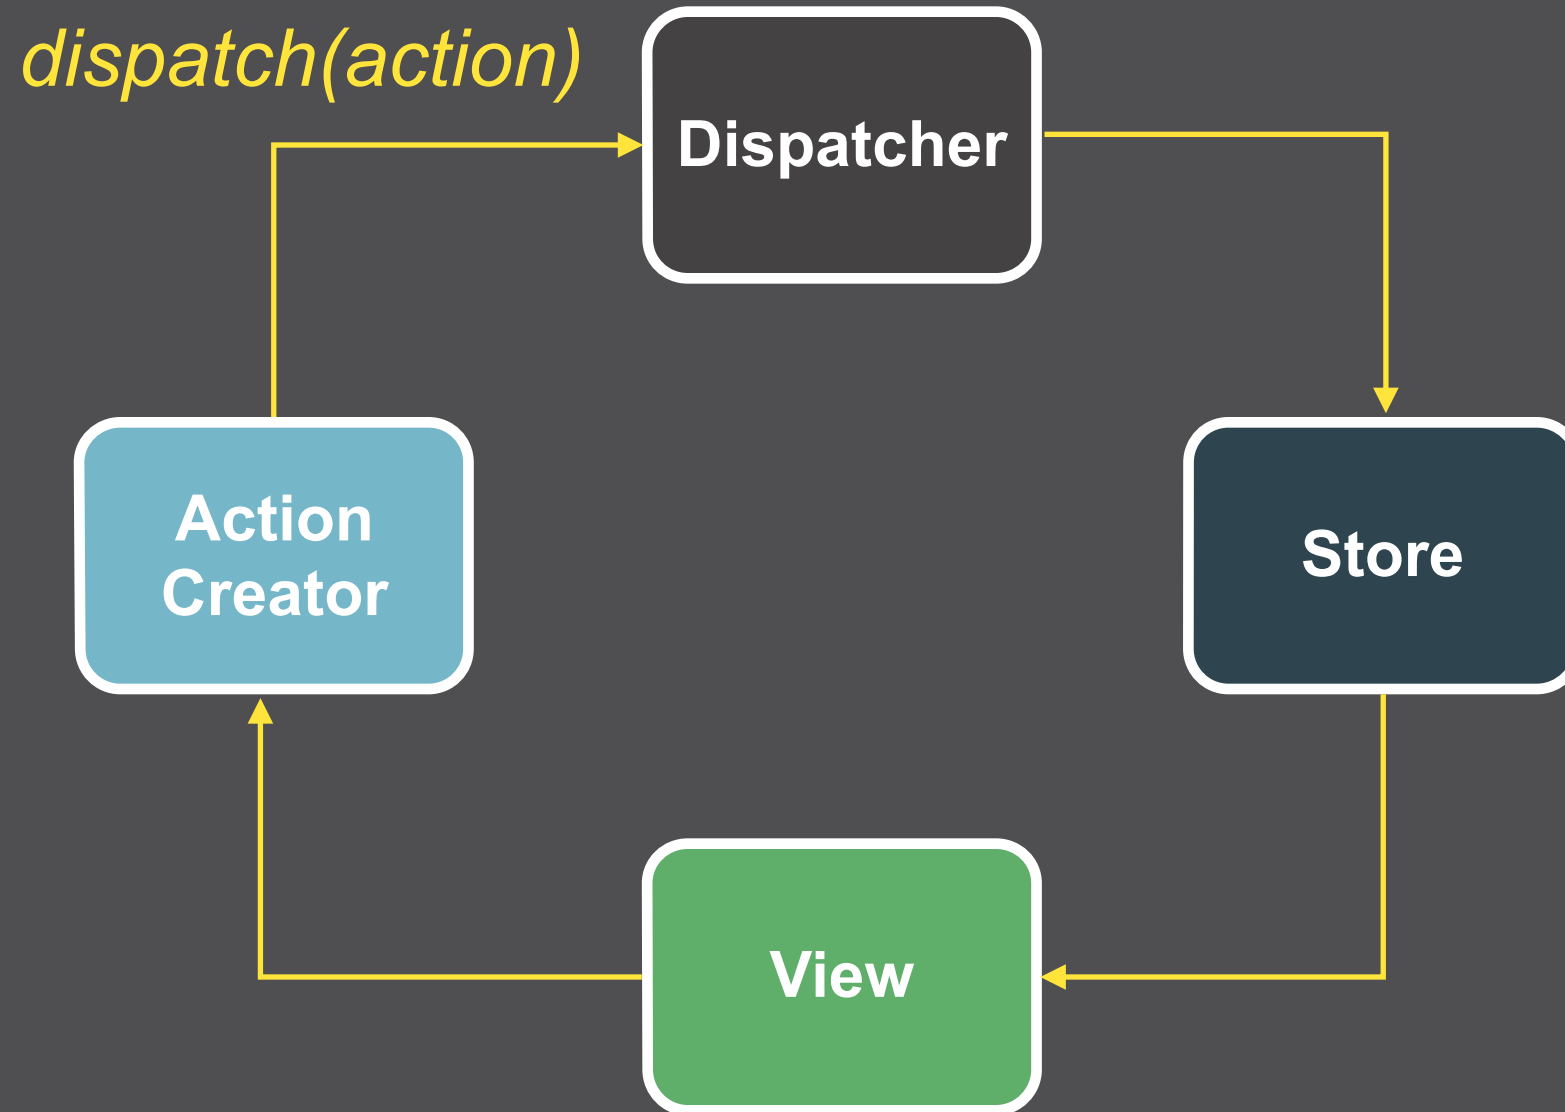 dispatch(action)
Dispatcher
Action
Creator
Store
View